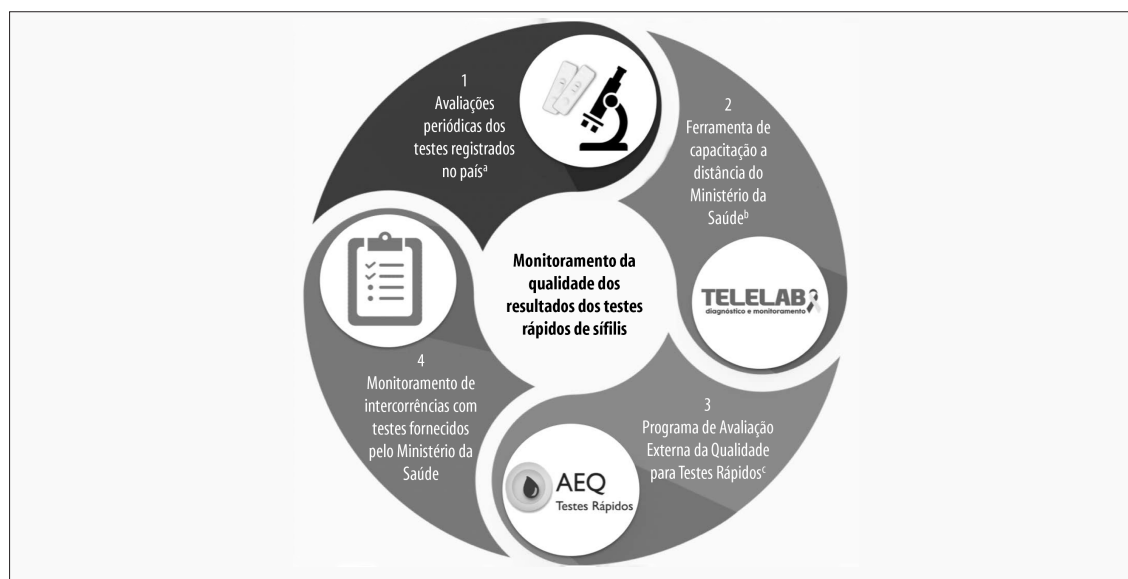 1
Avaliações
periódicas dos
testes registrados
no paísᵃ
2
Ferramenta de
capacitação a
distância do
Ministério da
Saúdeᵇ
TELELAB
diagnóstico e monitoramento
Monitoramento da
qualidade dos
resultados dos testes
rápidos de sífilis
3
Programa de Avaliação
Externa da Qualidade
para Testes Rápidosᶜ
AEQ
Testes Rápidos
4
Monitoramento de
intercorrências com
testes fornecidos
pelo Ministério da
Saúde